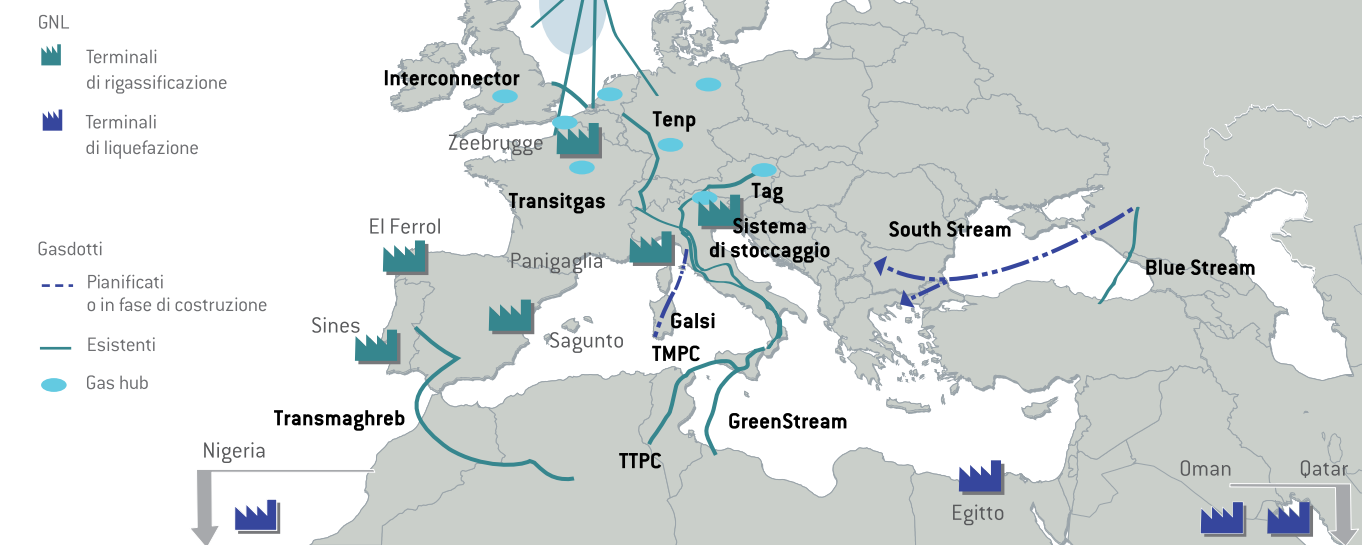 GNL
Terminali
di rigassificazione
Terminali
di liquefazione
Gasdotti
Pianificati
o in fase di costruzione
Esistenti
Gas hub
Interconnector
Zeebrugge
Tenp
Transitgas
Tag
Sistema
di stoccaggio
El Ferrol
Panigaglia
South Stream
Blue Stream
Sines
Sagunto
Galsi
TMPC
Transmaghreb
GreenStream
TTPC
Nigeria
Egitto
Oman
Qatar